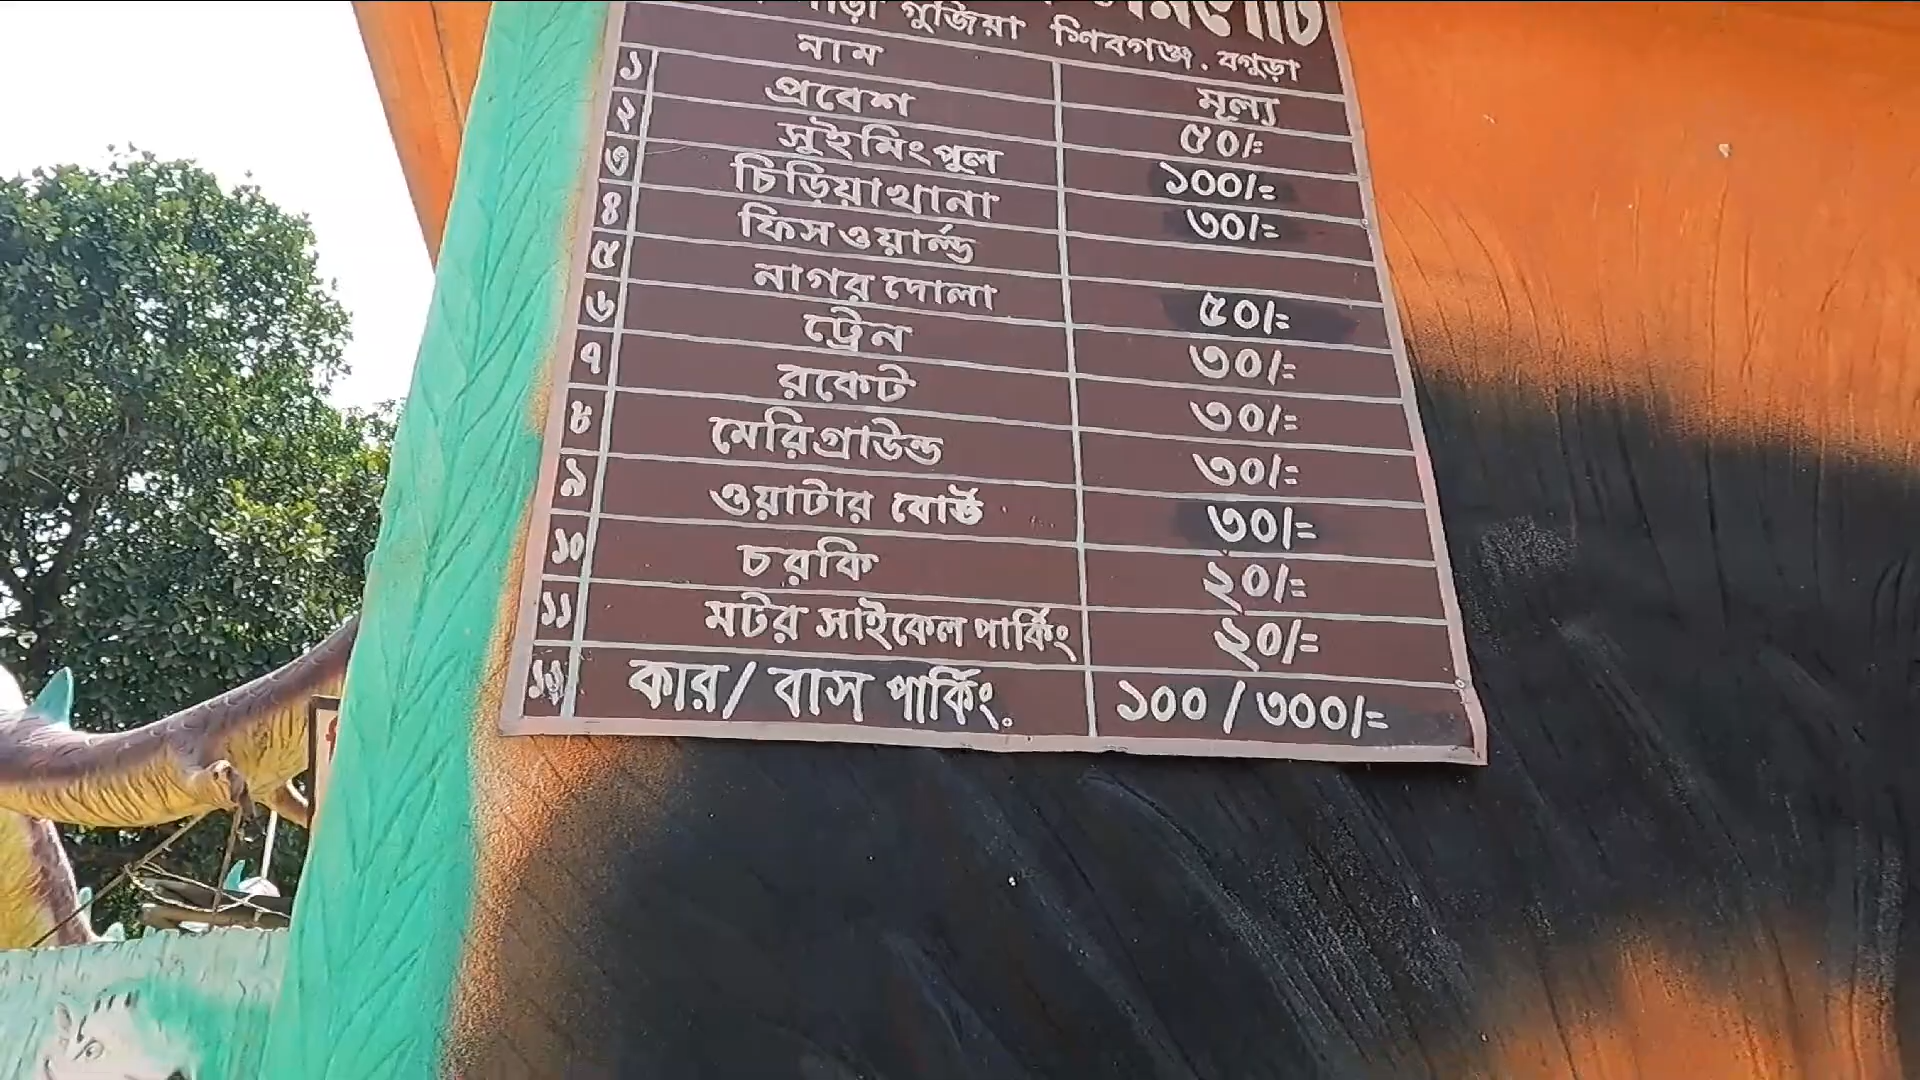 গুজিয়া শিবগঞ্জ. বগুড়া
নাম মূল্য
১ প্রবেশ ৫০/=
২ সুইমিংপুল ১০০/=
৩ চিড়িয়াখানা ৩০/=
৪ ফিসওয়ার্ল্ড
৫ নাগর দোলা ৫০/=
৬ ট্রেন ৩০/=
৭ রকেট ৩০/=
৮ মেরিগ্রাউন্ড ৩০/=
৯ ওয়াটার বোর্ড ৩০/=
১০ চরকি ২০/=
১১ মটর সাইকেল পার্কিং ২০/=
১২ কার/ বাস পার্কিং. ১০০/৩০০/=